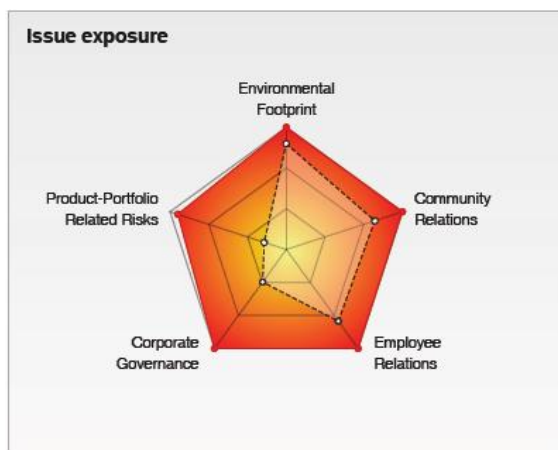 Issue exposure
Environmental
Footprint
Product-Portfolio
Related Risks
Community
Relations
Corporate
Governance
Employee
Relations